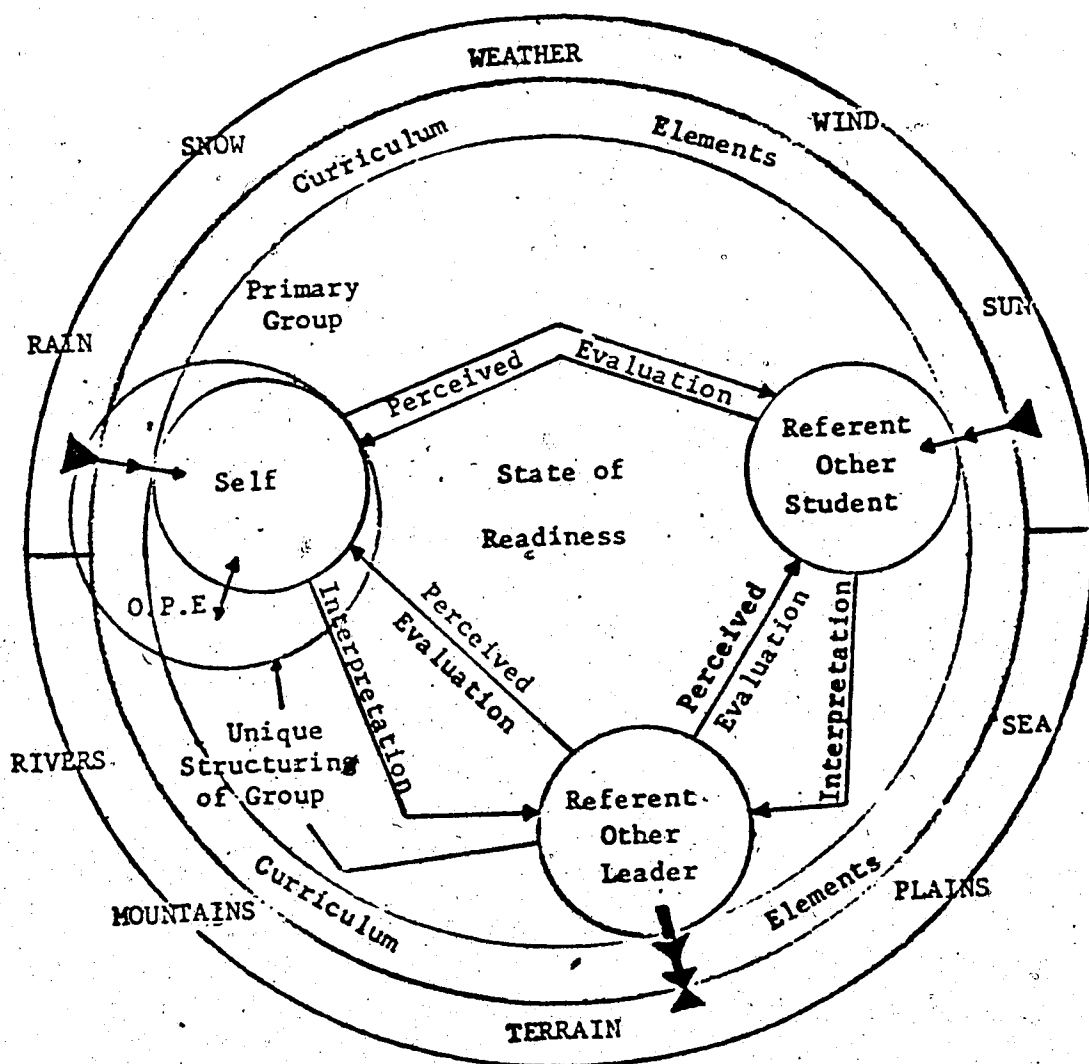 WEATHER
SNOW
WIND
Curriculum
Elements
Primary
Group
RAIN
SUN
Perceived
Evaluation
Self
State of
Readiness
Referent
Other
Student
O.P.E.
Interpretation
Perceived
Evaluation
Perceived
Evaluation
Interpretation
Unique
Structuring
of Group
RIVERS
SEA
Referent
Other
Leader
MOUNTAINS
Curriculum
Elements
PLAINS
TERRAIN